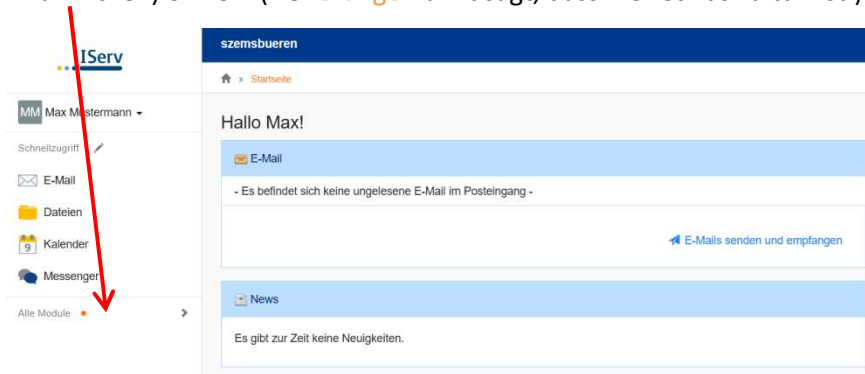 IServ
szemsbueren
» Startseite
MM Max Mustermann
Schnellzugriff
Hallo Max!
E-Mail
E-Mail
- Es befindet sich keine ungelesene E-Mail im Posteingang -
Dateien
9 Kalender
E-Mails senden und empfangen
Messenger
News
Alle Module
Es gibt zur Zeit keine Neuigkeiten.